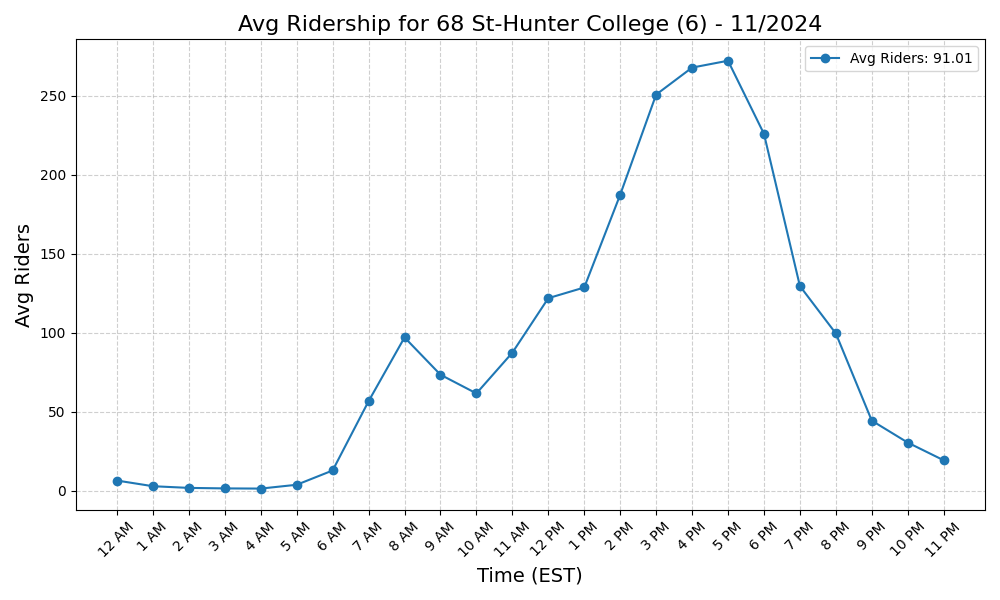 Avg Ridership for 68 St-Hunter College (6) - 11/2024
Avg Riders: 91.01
Avg Riders
250
200
150
100
50
0
12 AM
1 AM
2 AM
3 AM
4 AM
5 AM
6 AM
7 AM
8 AM
9 AM
10 AM
11 AM
12 PM
1 PM
2 PM
3 PM
4 PM
5 PM
6 PM
7 PM
8 PM
9 PM
10 PM
11 PM
Time (EST)